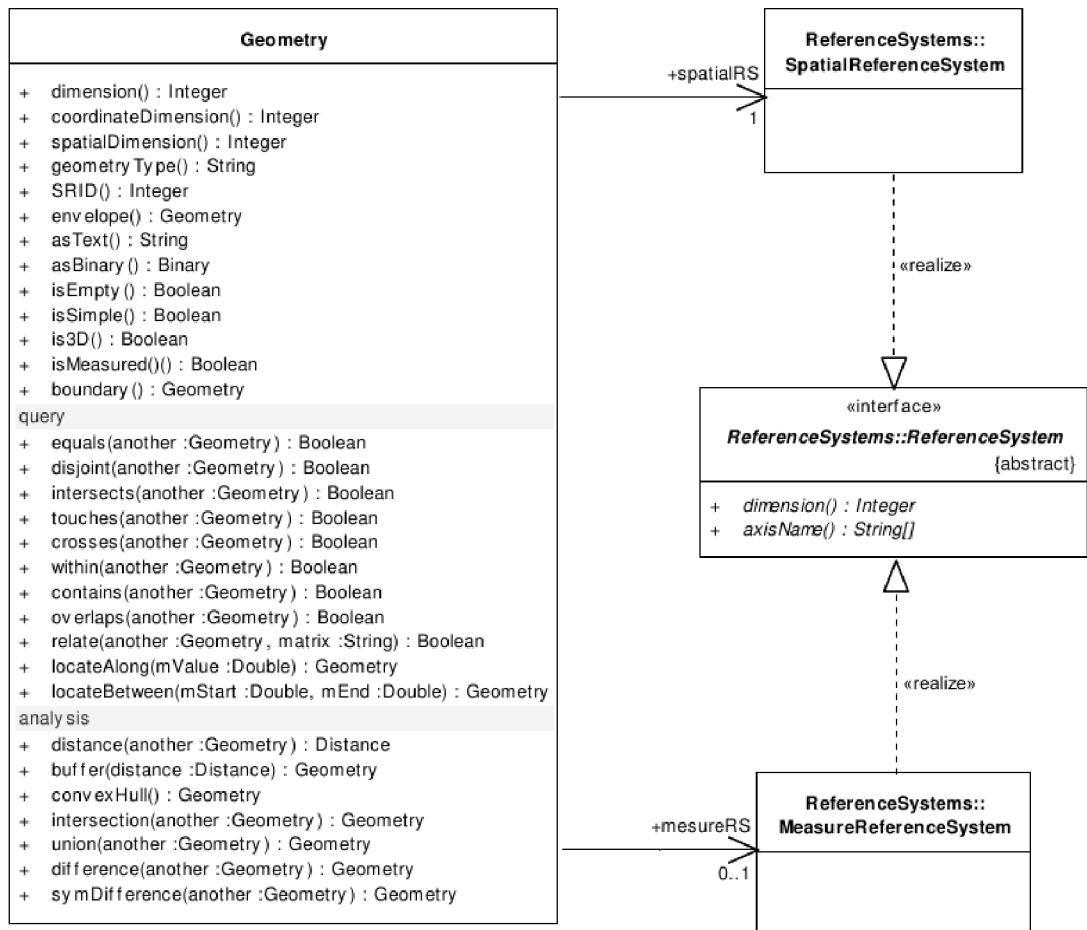 Geometry
+ dimension() : Integer
+ coordinateDimension() : Integer
+ spatialDimension() : Integer
+ geometryType() : String
+ SRID() : Integer
+ envelope() : Geometry
+ asText() : String
+ asBinary() : Binary
+ isEmpty() : Boolean
+ isSimple() : Boolean
+ is3D() : Boolean
+ isMeasured()() : Boolean
+ boundary() : Geometry
query
+ equals(another :Geometry) : Boolean
+ disjoint(another :Geometry) : Boolean
+ intersects(another :Geometry) : Boolean
+ touches(another :Geometry) : Boolean
+ crosses(another :Geometry) : Boolean
+ within(another :Geometry) : Boolean
+ contains(another :Geometry) : Boolean
+ overlaps(another :Geometry) : Boolean
+ relate(another :Geometry, matrix :String) : Boolean
+ locateAlong(mValue :Double) : Geometry
+ locateBetween(mStart :Double, mEnd :Double) : Geometry
analysis
+ distance(another :Geometry) : Distance
+ buffer(distance :Distance) : Geometry
+ convexHull() : Geometry
+ intersection(another :Geometry) : Geometry
+ union(another :Geometry) : Geometry
+ difference(another :Geometry) : Geometry
+ symDifference(another :Geometry) : Geometry
+spatialRS
1
ReferenceSystems::
SpatialReferenceSystem
«realize»
«interface»
ReferenceSystems::ReferenceSystem
{abstract}
+ dimension() : Integer
+ axisName() : String[]
«realize»
+mesureRS
0..1
ReferenceSystems::
MeasureReferenceSystem